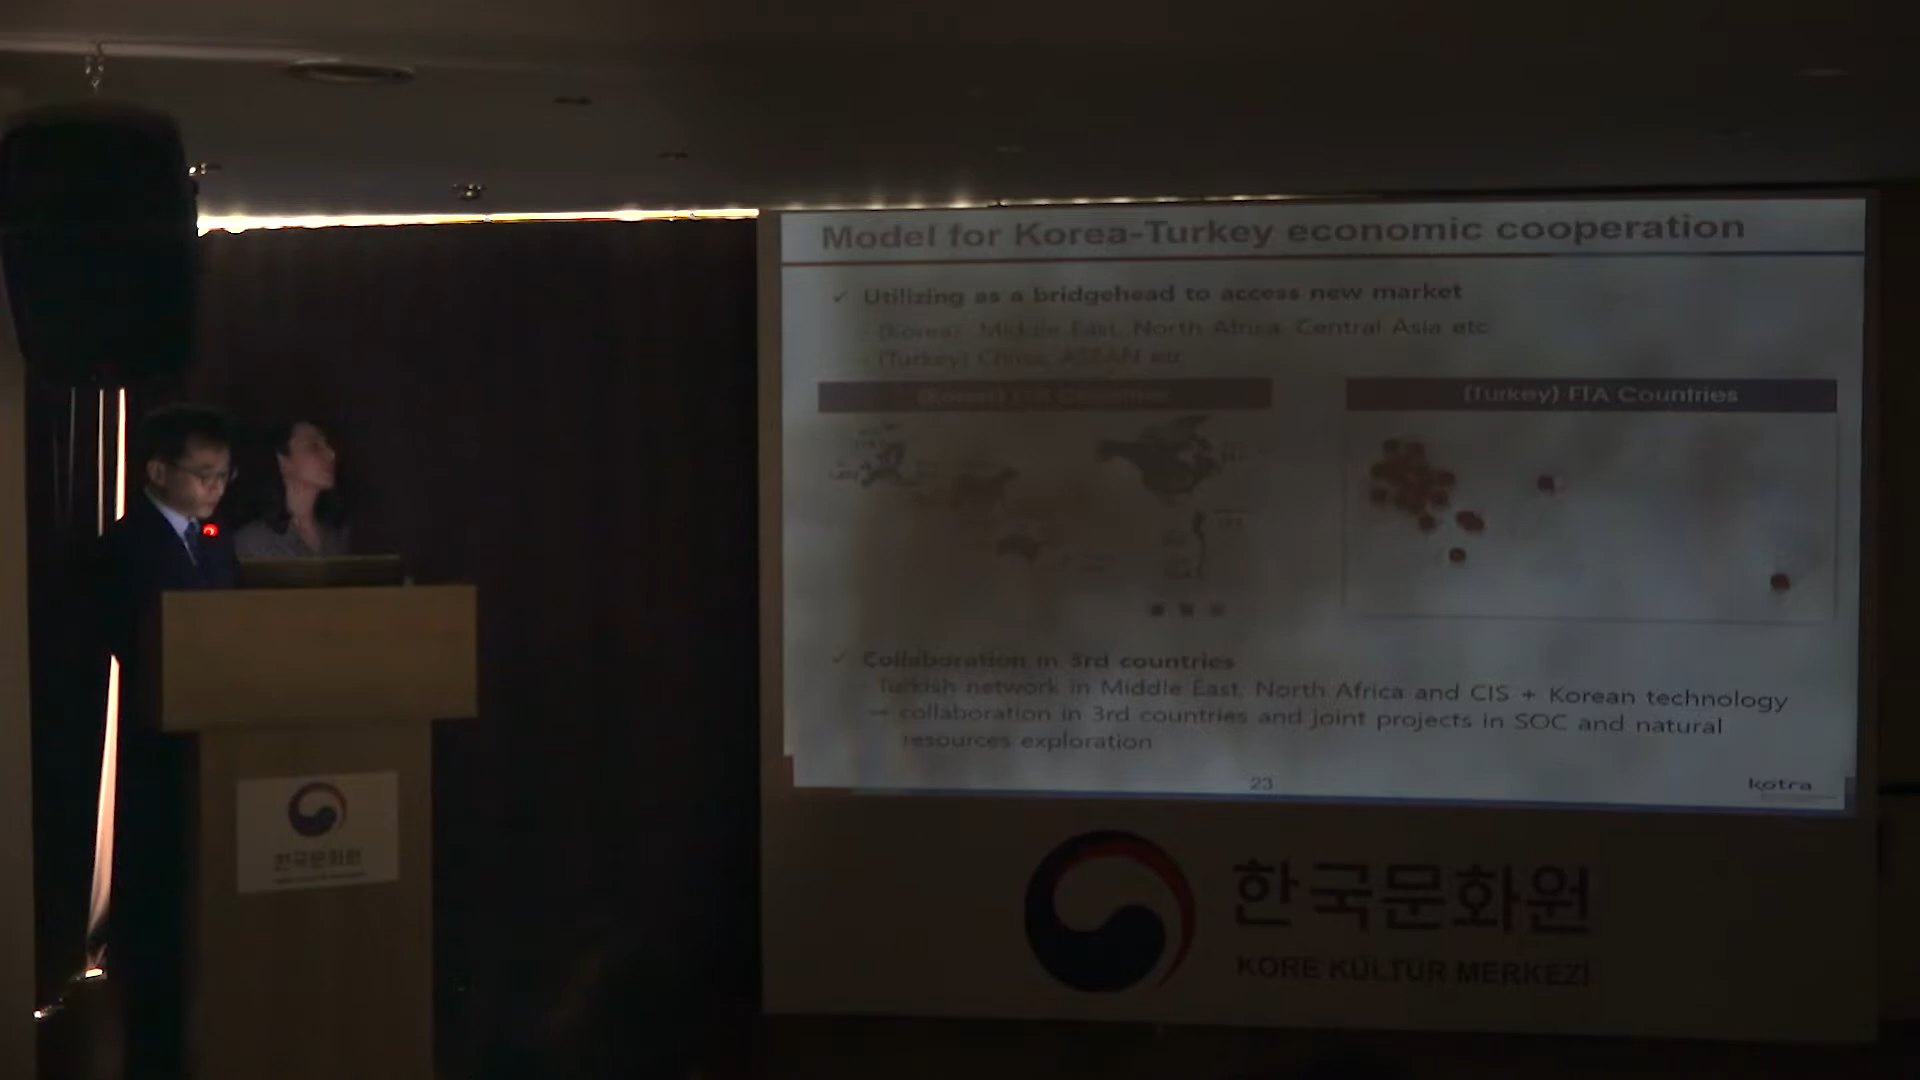 Model for Korea-Turkey economic cooperation
✓ Utilizing as a bridgehead to access new market
- (Korea) Middle East, North Africa, Central Asia etc
- (Turkey) China, ASEAN etc
(Korea) FTA Countries
(Turkey) FTA Countries
✓ Collaboration in 3rd countries
- Turkish network in Middle East, North Africa and CIS + Korean technology
→ collaboration in 3rd countries and joint projects in SOC and natural
resources exploration
23
kotra
한국문화원
한국문화원
KORE KÜLTÜR MERKEZİ